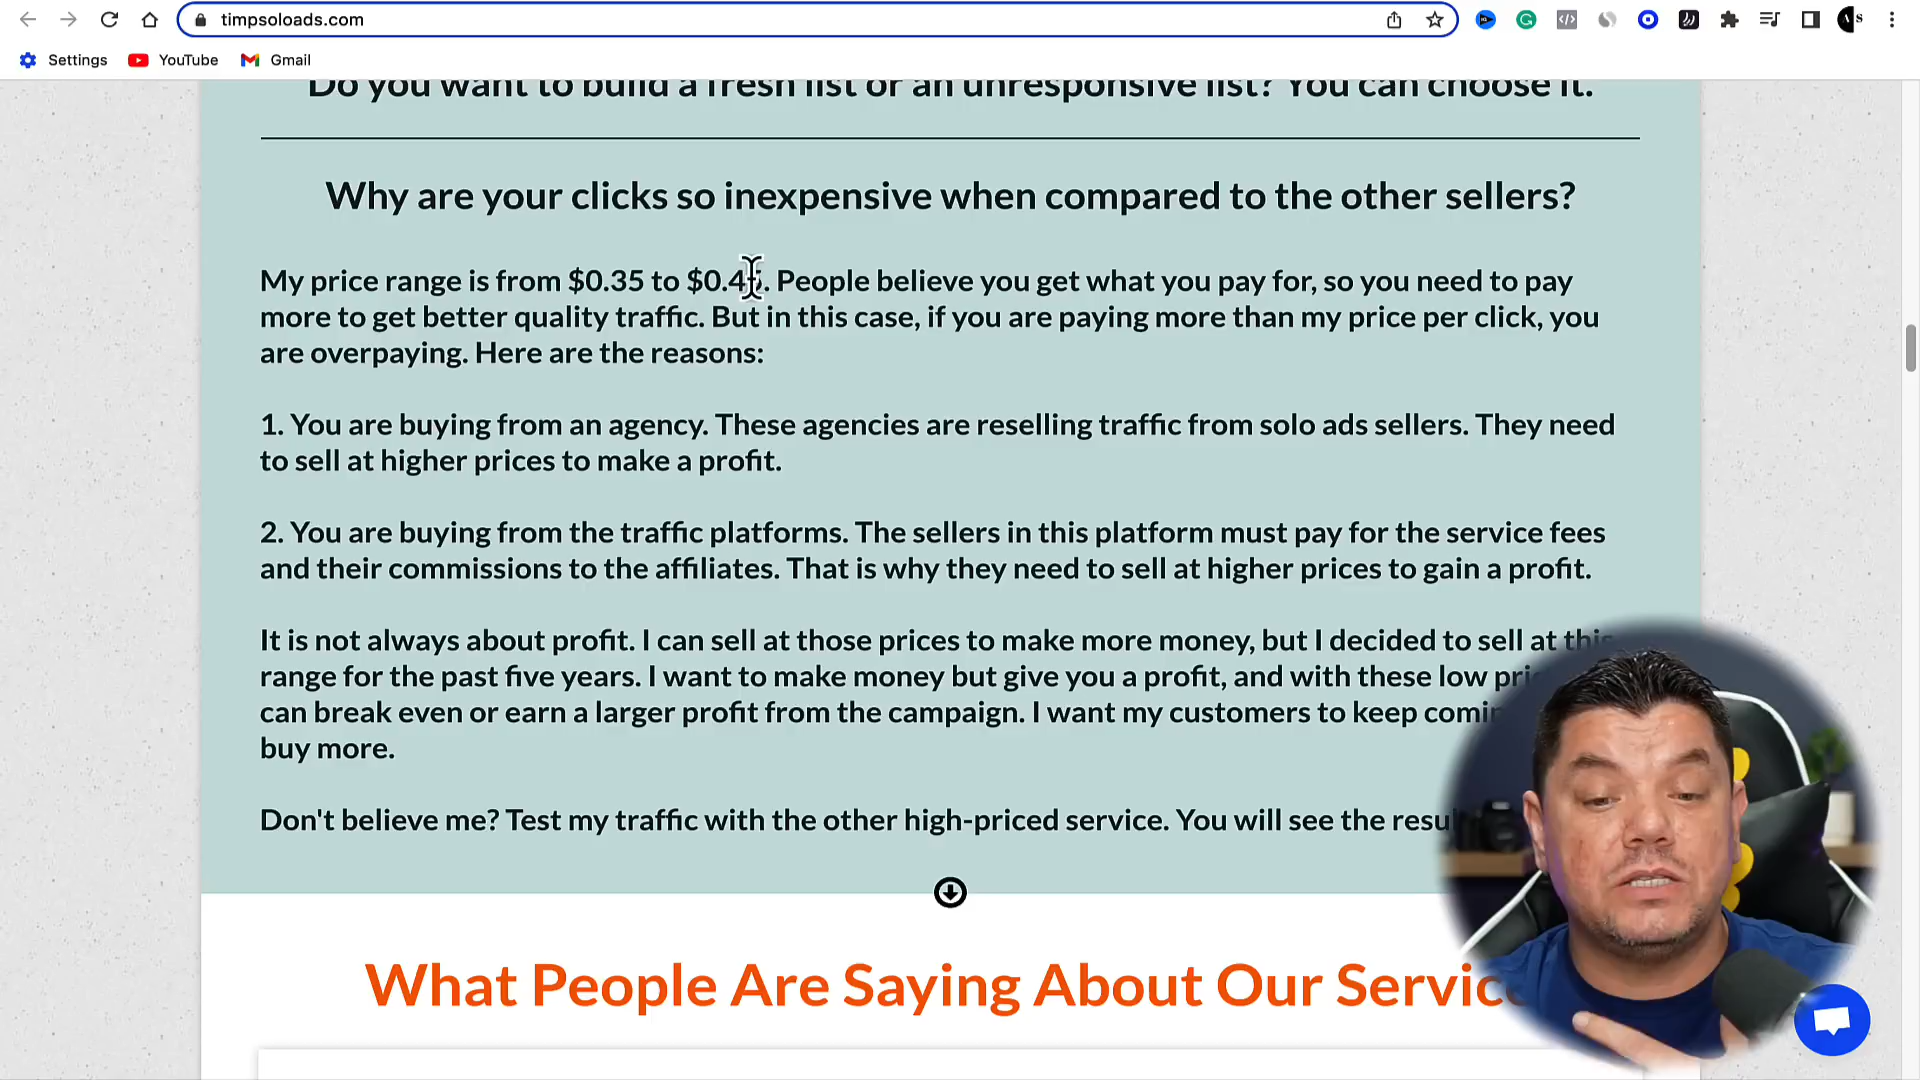 timpsoloads.com
Settings YouTube Gmail
Do you want to build a fresh list or an unresponsive list? You can choose it.
Why are your clicks so inexpensive when compared to the other sellers?
My price range is from $0.35 to People believe you get what you pay for, so you need to pay
more to get better quality traffic. But in this case, if you are paying more than my price per click, you
are overpaying. Here are the reasons:
1. You are buying from an agency. These agencies are reselling traffic from solo ads sellers. They need
to sell at higher prices to make a profit.
2. You are buying from the traffic platforms. The sellers in this platform must pay for the service fees
and their commissions to the affiliates. That is why they need to sell at higher prices to gain a profit.
It is not always about profit. I can sell at those prices to make more money, but I decided to sell at this
range for the past five years. I want to make money but give you a profit, and with these low
can break even or earn a larger profit from the campaign. I want my customers to keep
buy more.
Don't believe me? Test my traffic with the other high-priced service. You will see the
What People Are Saying About Our